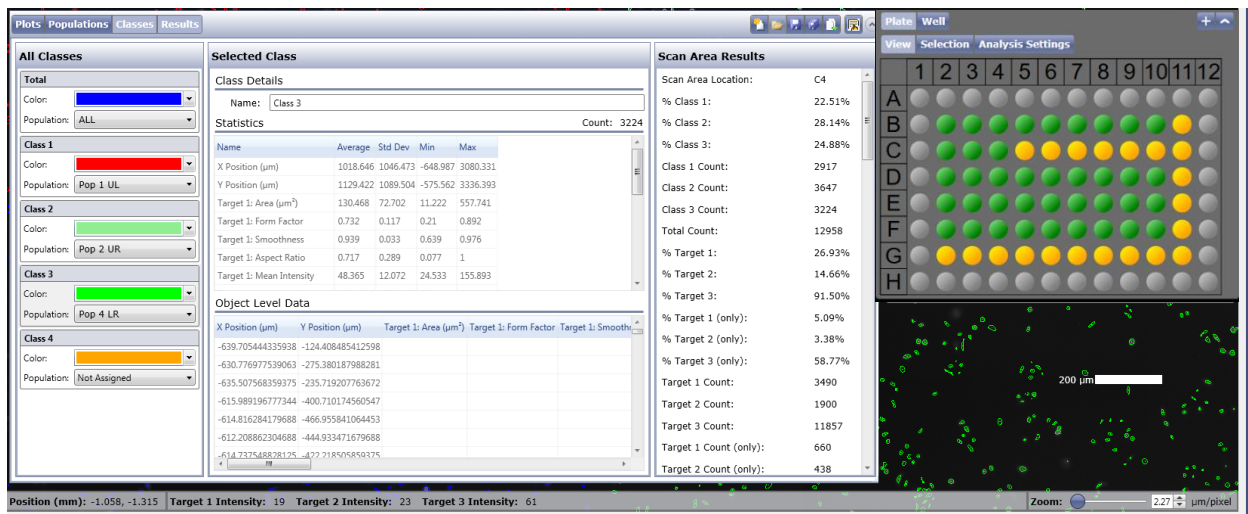 Plots Populations Classes Results
All Classes
Total
Color:
Population: ALL
Class 1
Color:
Population: Pop 1 UL
Class 2
Color:
Population: Pop 2 UR
Class 3
Color:
Population: Pop 4 LR
Class 4
Color:
Population: Not Assigned
Selected Class
Class Details
Name: Class 3
Statistics Count: 3224
Name Average Std Dev Min Max
X Position (µm) 1018.646 1046.473 -648.987 3080.331
Y Position (µm) 1129.422 1089.504 -575.562 3336.393
Target 1: Area (µm²) 130.468 72.702 11.222 557.741
Target 1: Form Factor 0.732 0.117 0.21 0.892
Target 1: Smoothness 0.939 0.033 0.639 0.976
Target 1: Aspect Ratio 0.717 0.289 0.077 1
Target 1: Mean Intensity 48.365 12.072 24.533 155.893
Object Level Data
X Position (µm) Y Position (µm) Target 1: Area (µm²) Target 1: Form Factor Target 1: Smoothn
-639.705444335938 -124.408485412598
-630.776977539063 -275.380187988281
-635.507568359375 -235.719207763672
-615.989196777344 -400.710174560547
-614.816284179688 -466.955841064453
-612.208862304688 -444.933471679688
-614.737548828125 -422.218505859375
Scan Area Results
Scan Area Location: C4
% Class 1: 22.51%
% Class 2: 28.14%
% Class 3: 24.88%
Class 1 Count: 2917
Class 2 Count: 3647
Class 3 Count: 3224
Total Count: 12958
% Target 1: 26.93%
% Target 2: 14.66%
% Target 3: 91.50%
% Target 1 (only): 5.09%
% Target 2 (only): 3.38%
% Target 3 (only): 58.77%
Target 1 Count: 3490
Target 2 Count: 1900
Target 3 Count: 11857
Target 1 Count (only): 660
Target 2 Count (only): 438
Plate Well
View Selection Analysis Settings
1 2 3 4 5 6 7 8 9 10 11 12
A
B
C
D
E
F
G
H
200 µm
Position (mm): -1.058, -1.315 Target 1 Intensity: 19 Target 2 Intensity: 23 Target 3 Intensity: 61 Zoom: 2.27 µm/pixel